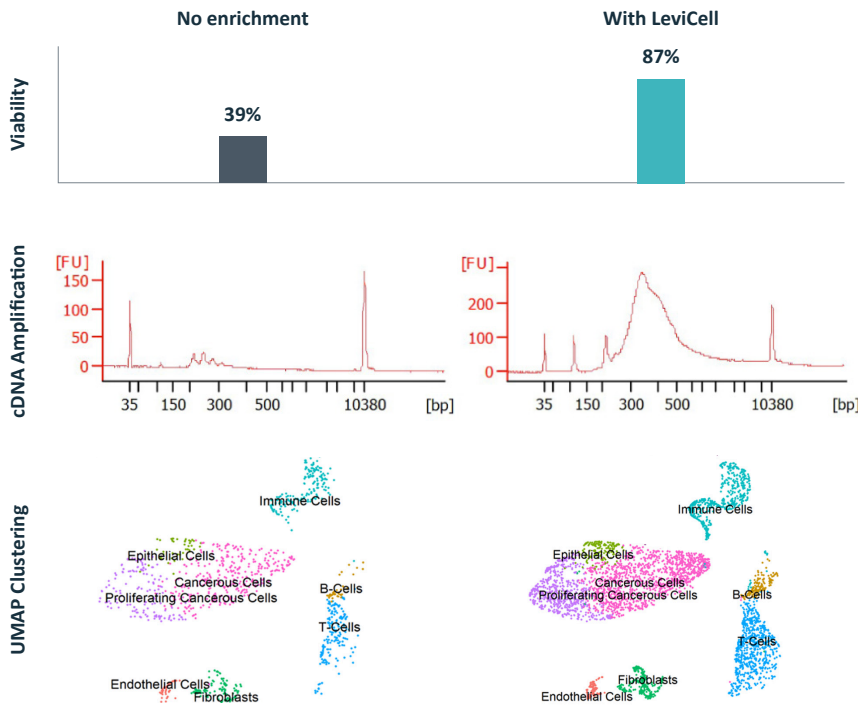 No enrichment
With LeviCell
Viability
39%
87%
cDNA Amplification
[FU]
150
100
50
0
35 150 300 500 10380 [bp]
[FU]
200
100
0
35 150 300 500 10380 [bp]
UMAP Clustering
Immune Cells
Epithelial Cells
Cancerous Cells
Proliferating Cancerous Cells
B-Cells
T-Cells
Endothelial Cells
Fibroblasts
Immune Cells
Epithelial Cells
Cancerous Cells
Proliferating Cancerous Cells
B-Cells
T-Cells
Fibroblasts
Endothelial Cells